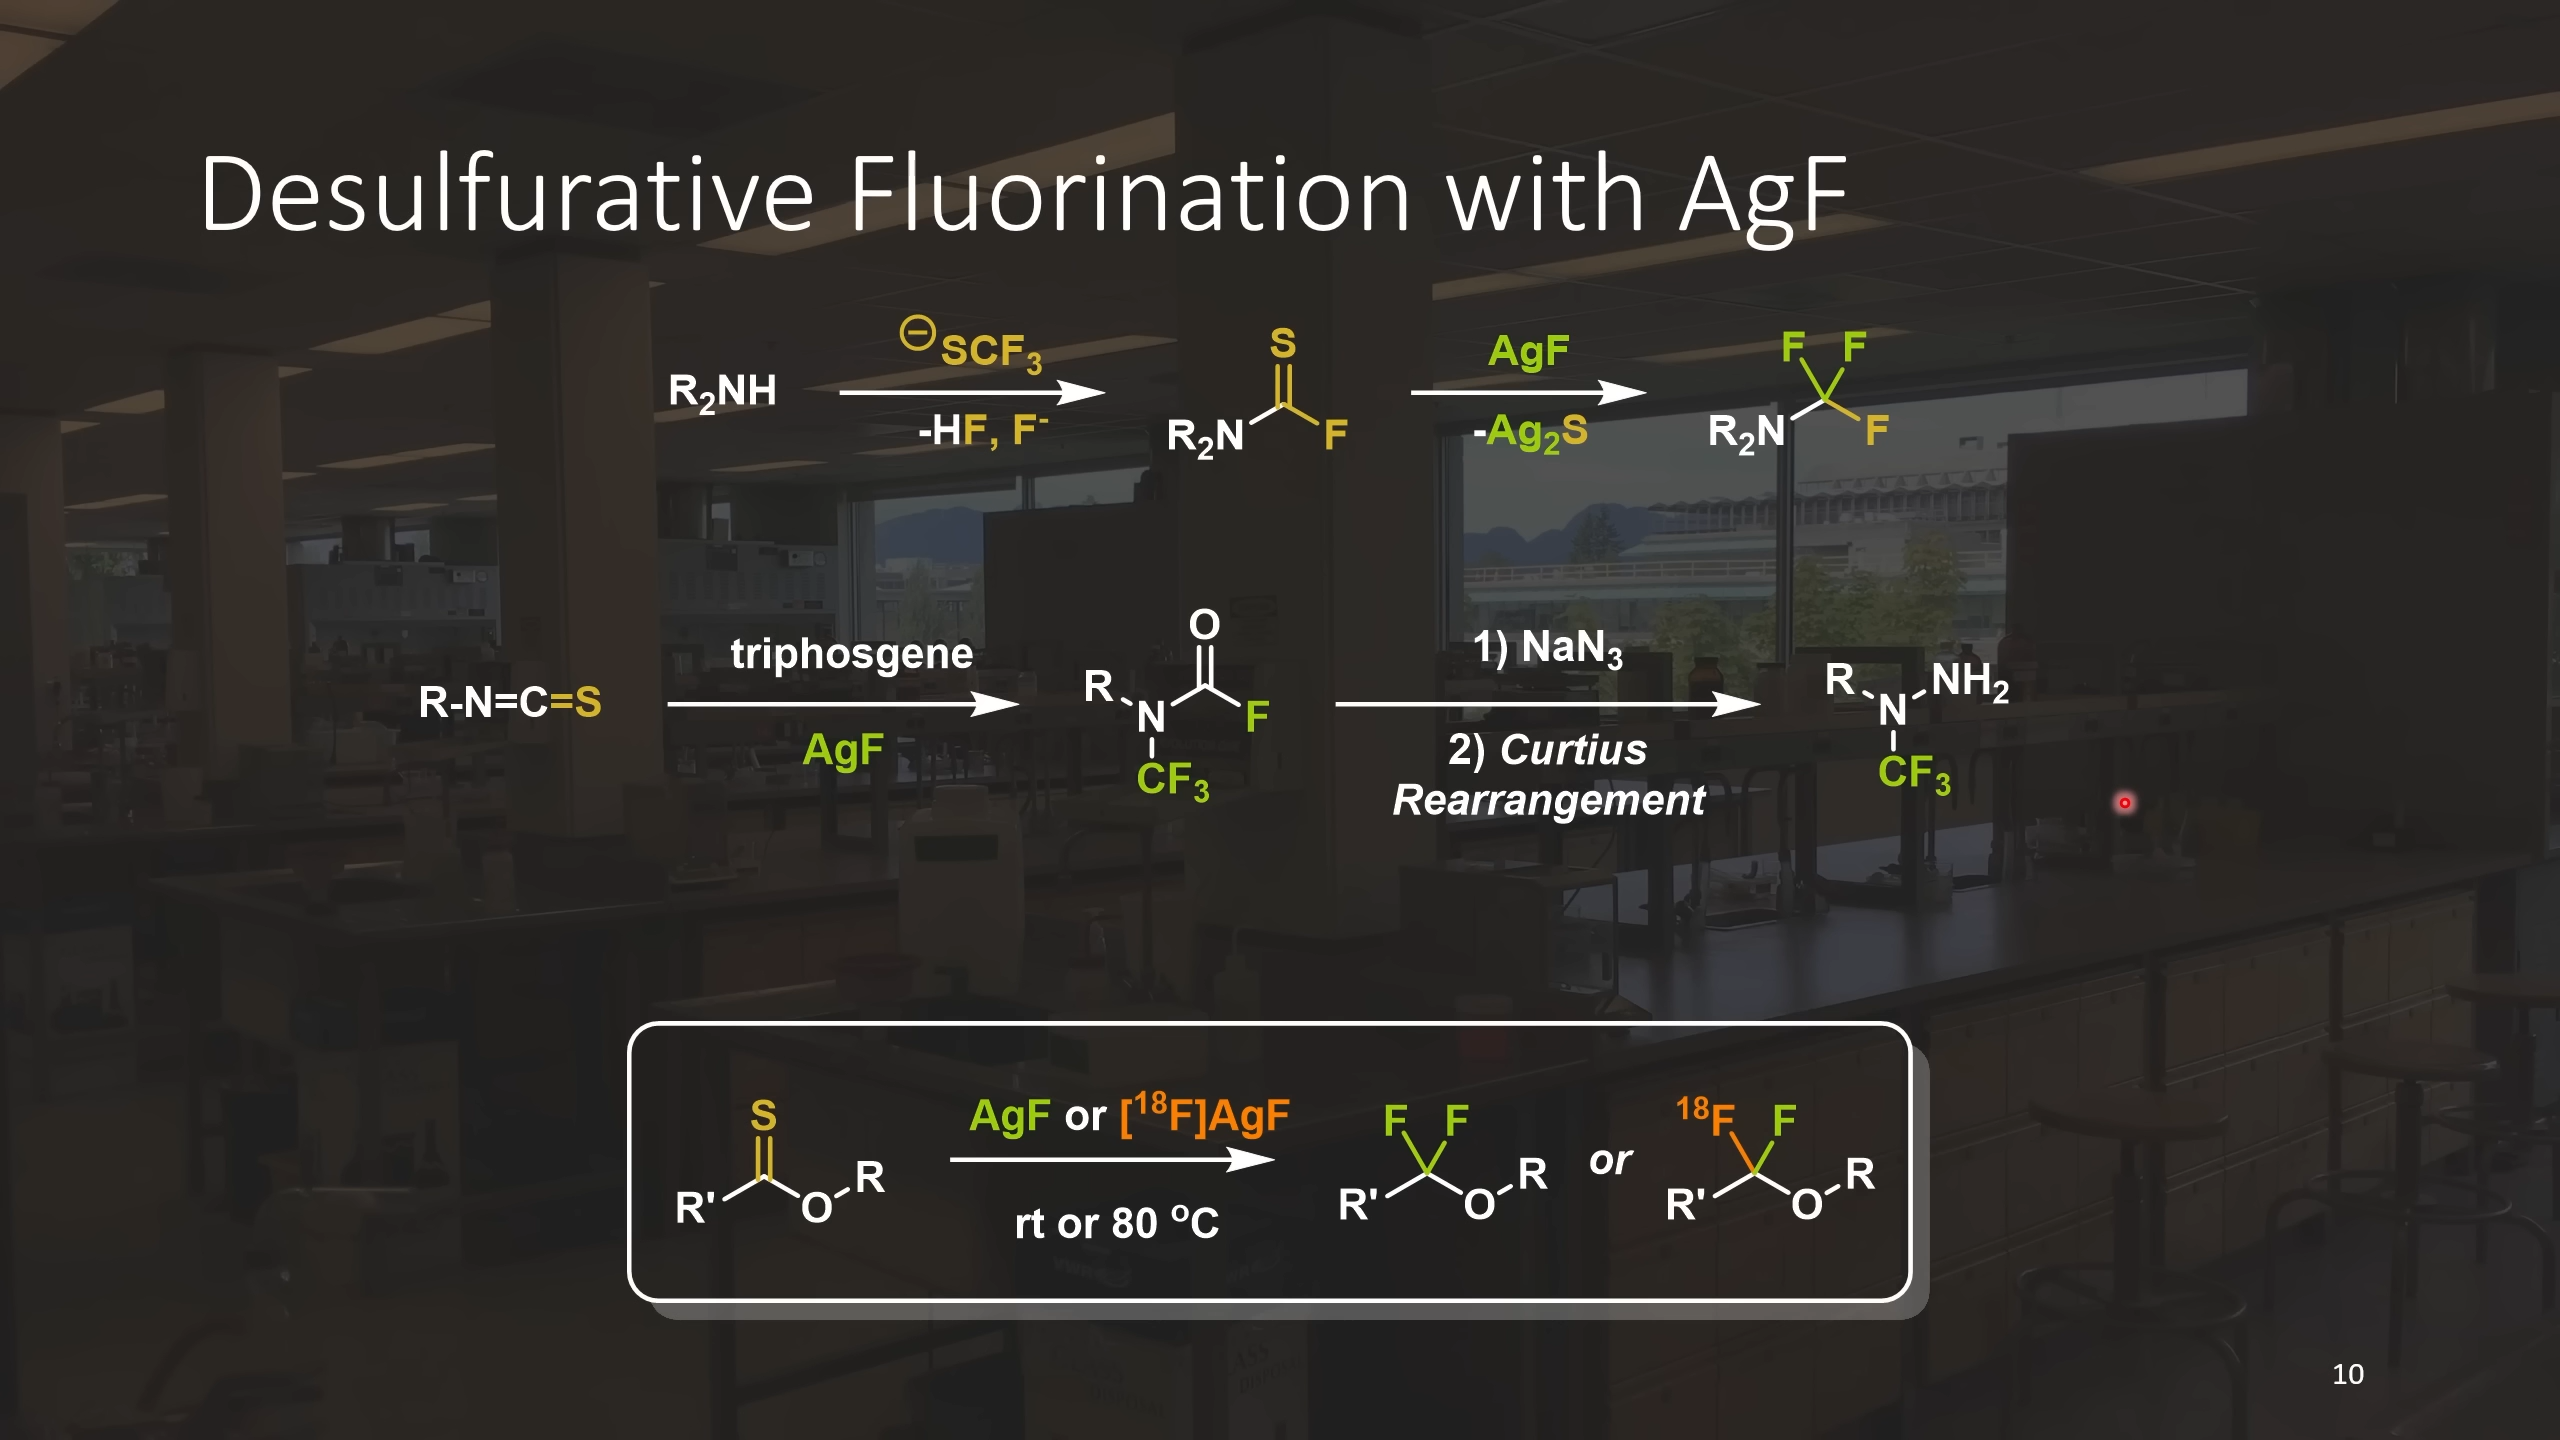 Desulfurative Fluorination with AgF
R₂NH
⊖SCF₃
-HF, F⁻
S
R₂N
F
AgF
-Ag₂S
F F
R₂N
F
R-N=C=S
triphosgene
AgF
O
R
N
F
CF₃
1) NaN₃
2) Curtius
Rearrangement
R
NH₂
N
CF₃
S
R'
O
R
AgF or [¹⁸F]AgF
rt or 80 °C
F F
R'
O
R
or
¹⁸F F
R'
O
R
10